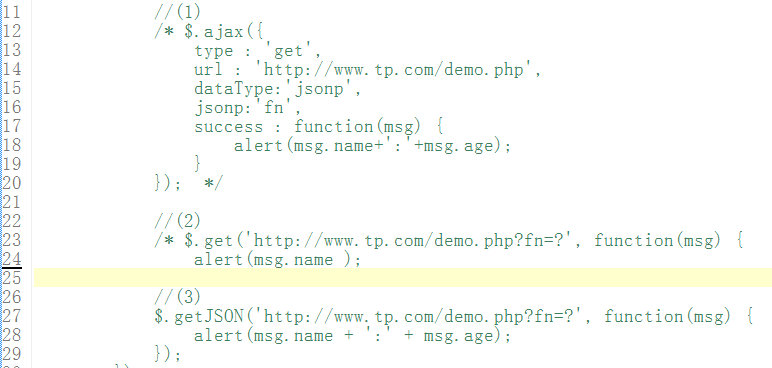 11 //(1)
12 /* $.ajax({
13 type : 'get',
14 url : 'http://www.tp.com/demo.php',
15 dataType:'jsonp',
16 jsonp:'fn',
17 success : function(msg) {
18 alert(msg.name+':'+msg.age);
19 }
20 }); */
21
22 //(2)
23 /* $.get('http://www.tp.com/demo.php?fn=?', function(msg) {
24 alert(msg.name );
25
26 //(3)
27 $.getJSON('http://www.tp.com/demo.php?fn=?', function(msg) {
28 alert(msg.name + ':' + msg.age);
29 });